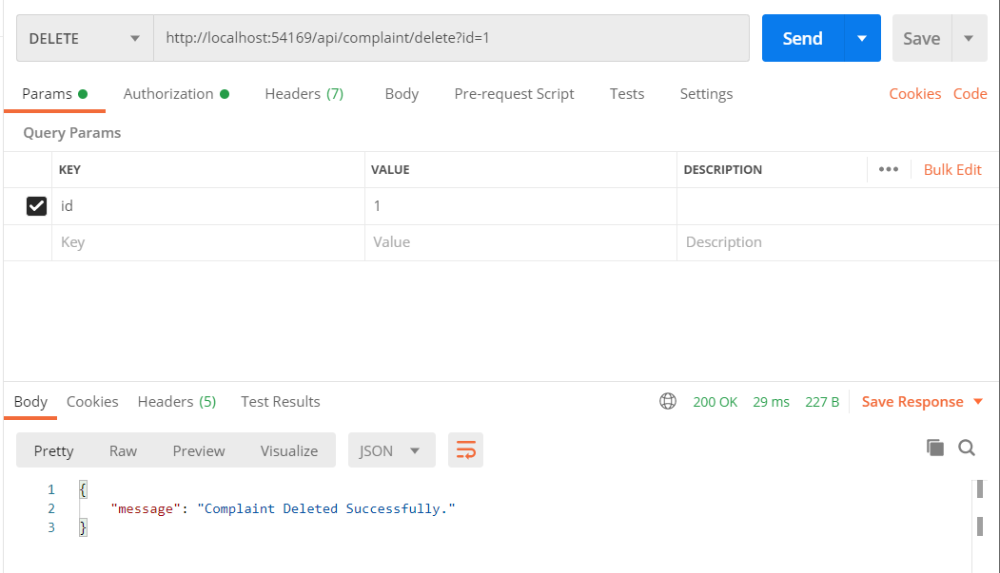 DELETE http://localhost:54169/api/complaint/delete?id=1 Send Save
Params Authorization Headers (7) Body Pre-request Script Tests Settings Cookies Code
Query Params
KEY VALUE DESCRIPTION ••• Bulk Edit
id 1
Key Value Description
Body Cookies Headers (5) Test Results 200 OK 29 ms 227 B Save Response
Pretty Raw Preview Visualize JSON
1 {
2 "message": "Complaint Deleted Successfully."
3 }